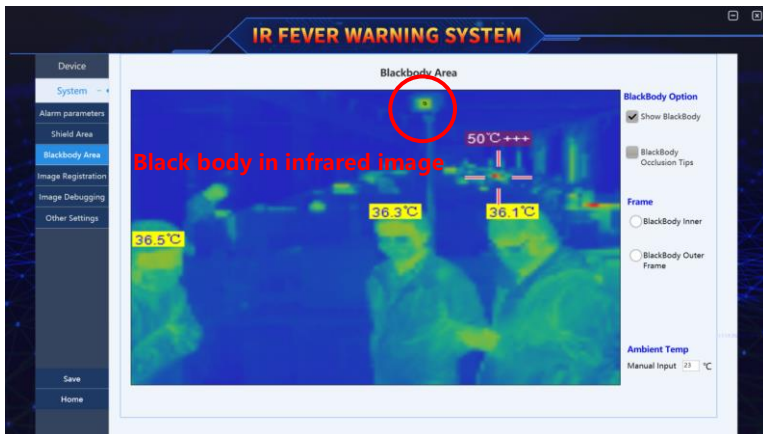 IR FEVER WARNING SYSTEM
Device
System
Alarm parameters
Shield Area
Blackbody Area
Image Registration
Image Debugging
Other Settings
Save
Home
Blackbody Area
50℃+++
Black body in infrared image
36.3℃
36.1℃
36.5℃
BlackBody Option
Show BlackBody
BlackBody
Occlusion Tips
Frame
BlackBody Inner
BlackBody Outer
Frame
Ambient Temp
Manual Input 23 ℃